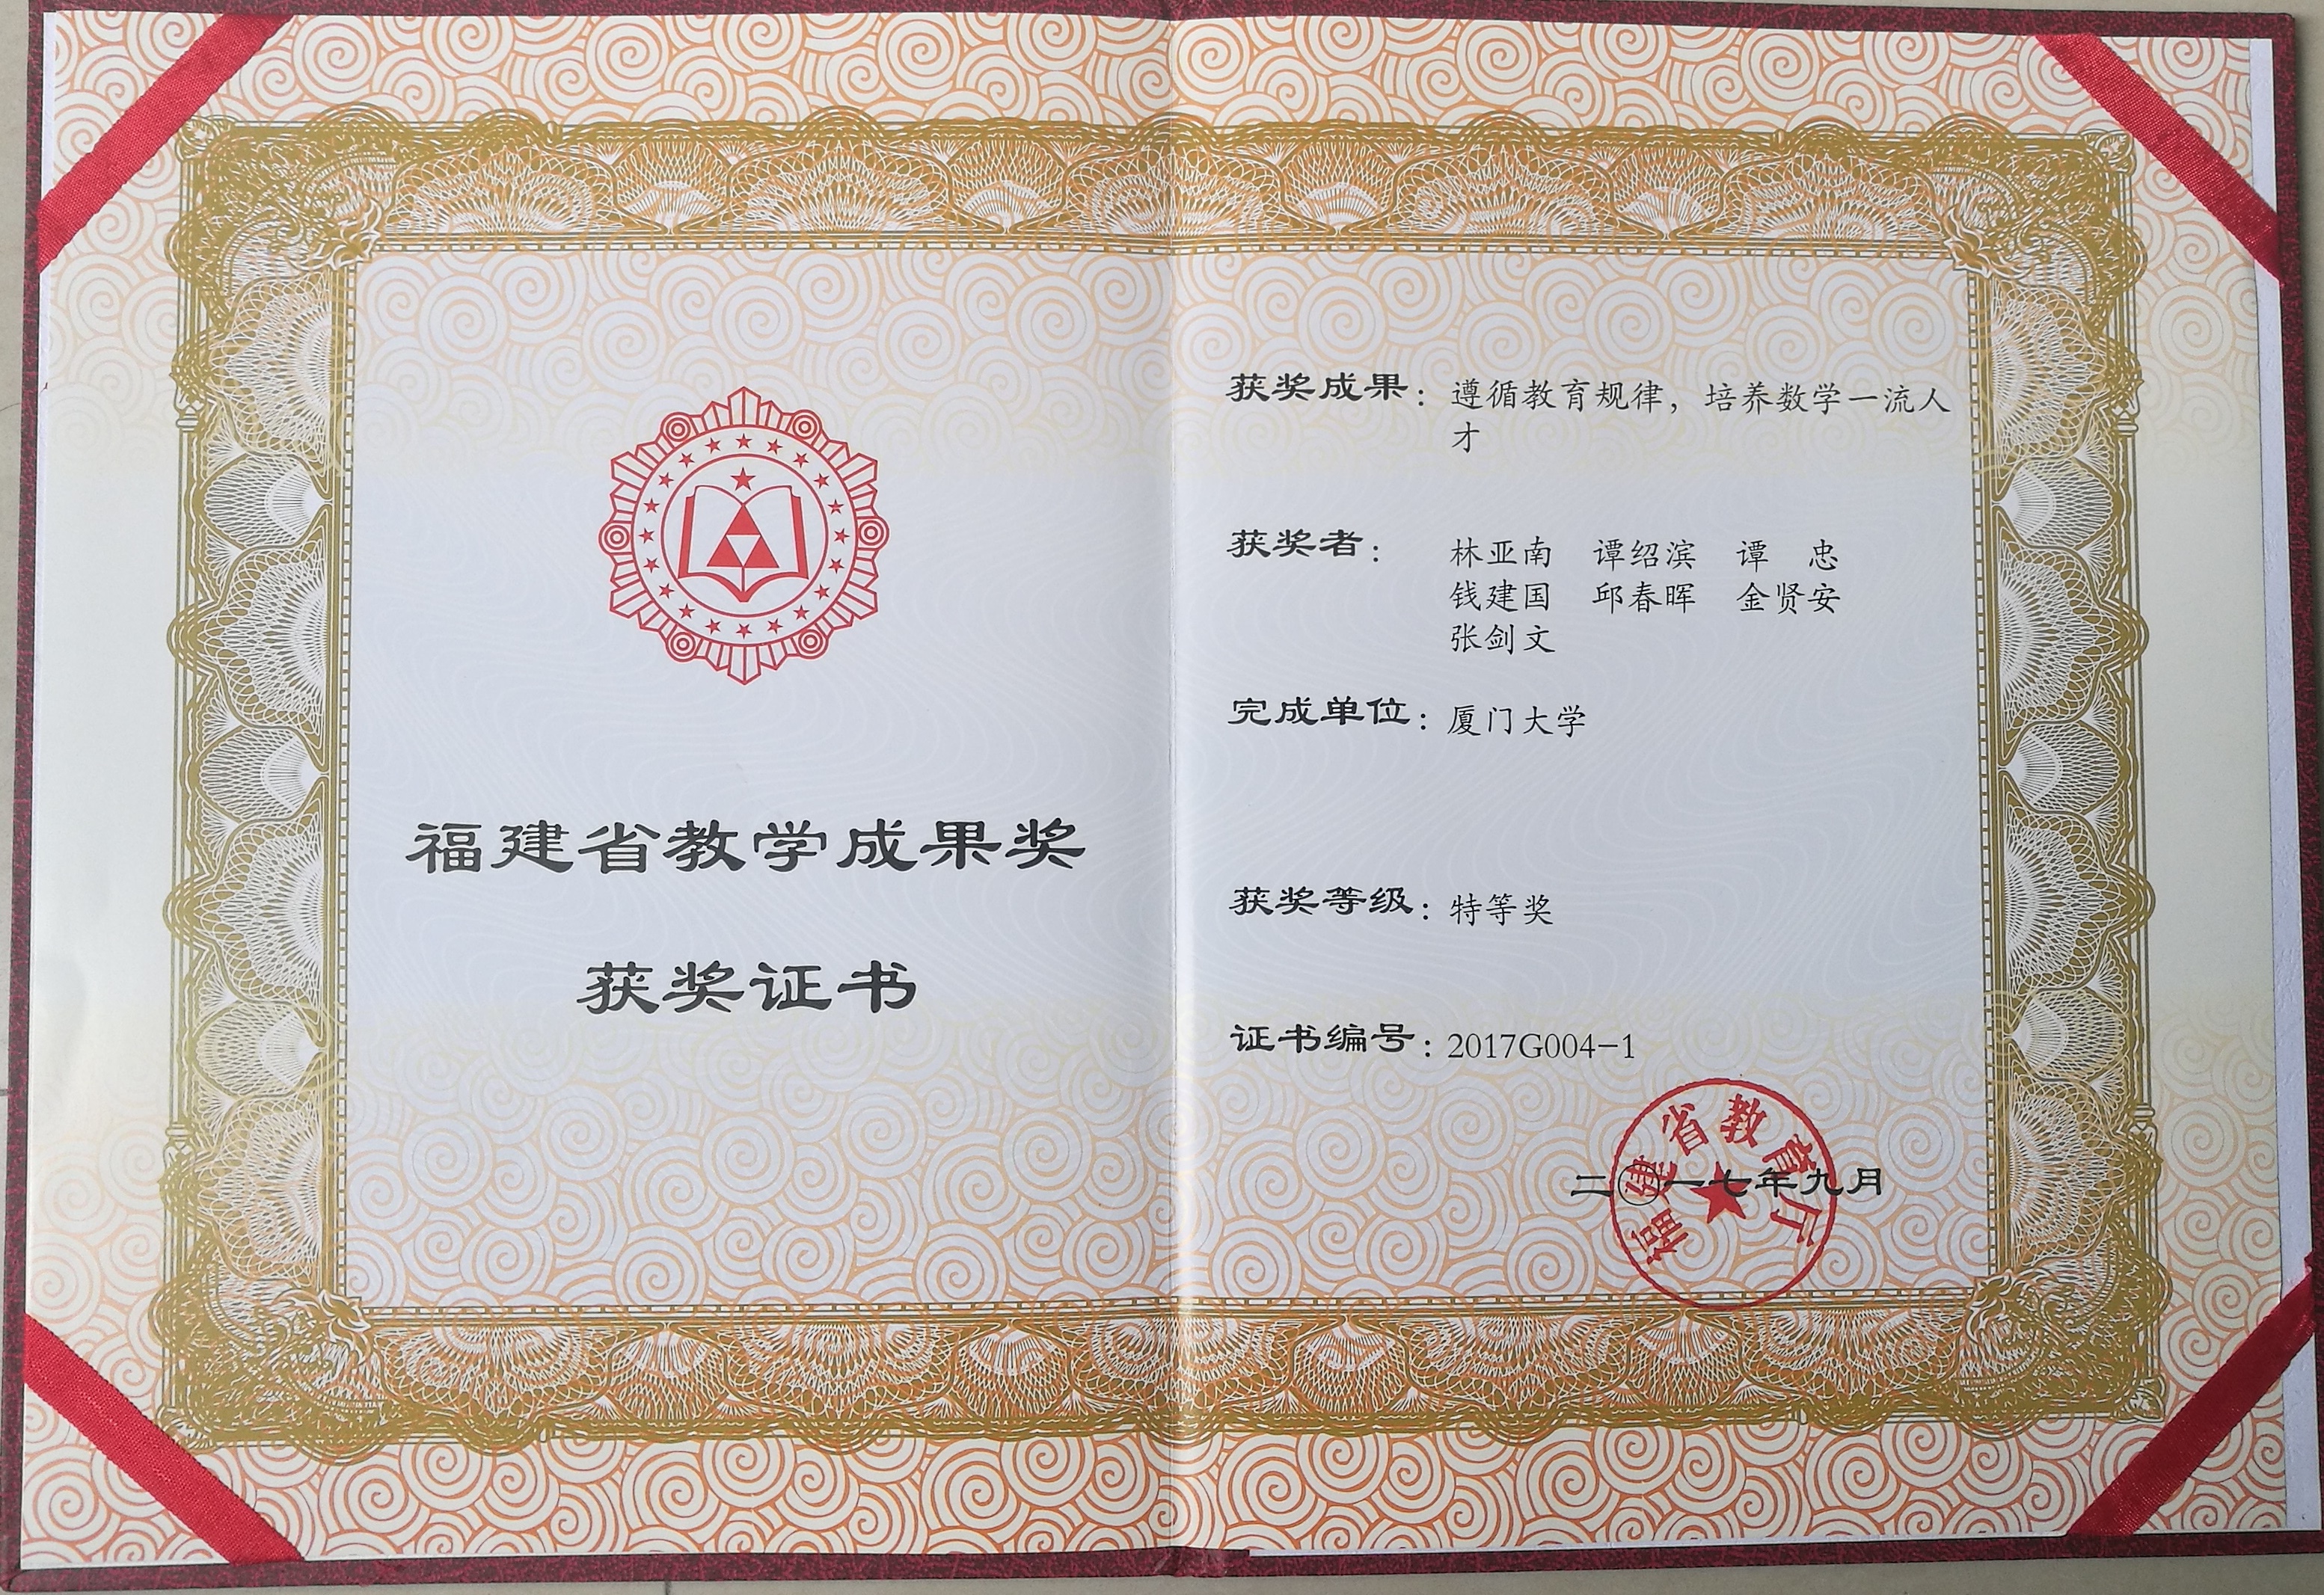 福建省教学成果奖
获奖证书
获奖成果：遵循教育规律，培养数学一流人
才
获奖者：林亚南 谭绍滨 谭 忠
钱建国 邱春晖 金贤安
张剑文
完成单位：厦门大学
获奖等级：特等奖
证书编号：2017G004-1
福建省教育厅
二〇一七年九月